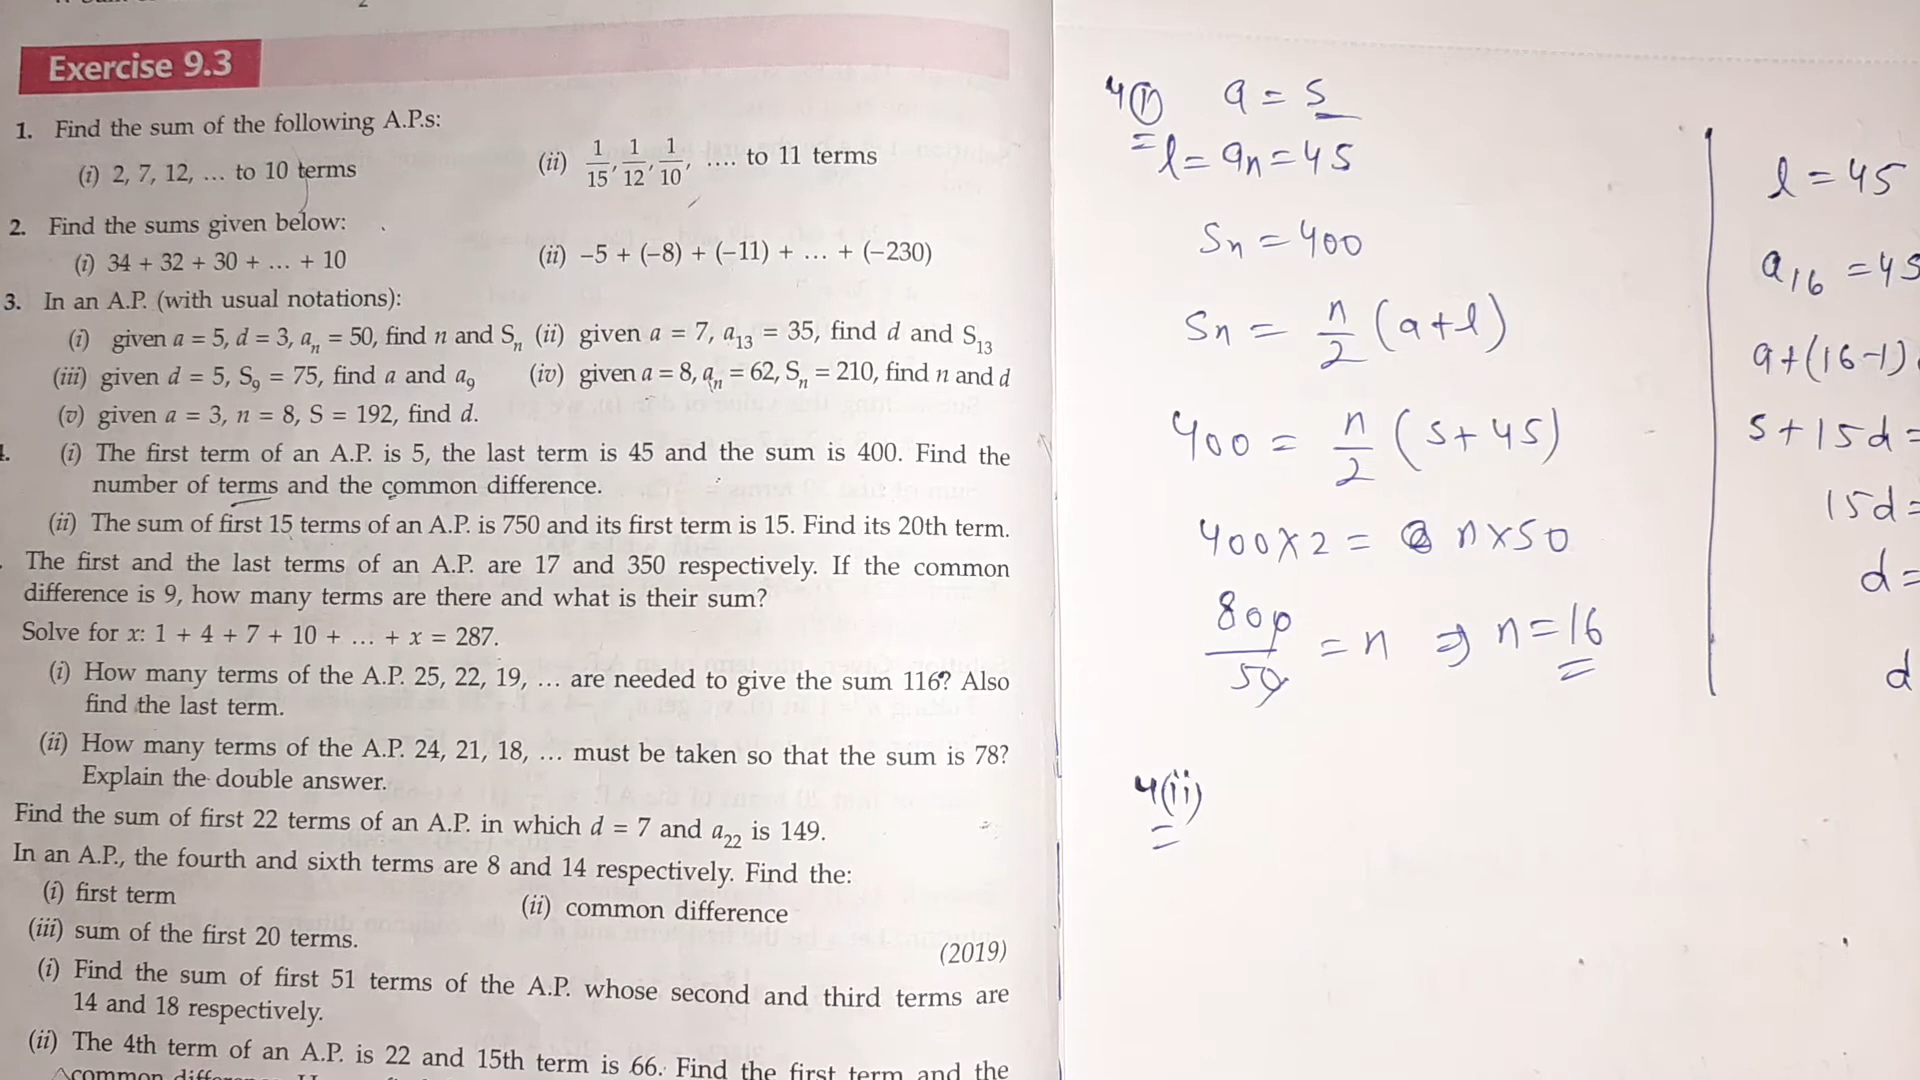 Exercise 9.3
1. Find the sum of the following A.P.s:
(i) 2, 7, 12, ... to 10 terms
(ii) 1/15, 1/12, 1/10, .... to 11 terms
2. Find the sums given below:
(i) 34 + 32 + 30 + ... + 10
(ii) –5 + (–8) + (–11) + ... + (–230)
3. In an A.P. (with usual notations):
(i) given a = 5, d = 3, aₙ = 50, find n and Sₙ
(ii) given a = 7, a₁₃ = 35, find d and S₁₃
(iii) given d = 5, S₉ = 75, find a and a₉
(iv) given a = 8, aₙ = 62, Sₙ = 210, find n and d
(v) given a = 3, n = 8, S = 192, find d.
(i) The first term of an A.P. is 5, the last term is 45 and the sum is 400. Find the
number of terms and the common difference.
(ii) The sum of first 15 terms of an A.P. is 750 and its first term is 15. Find its 20th term.
The first and the last terms of an A.P. are 17 and 350 respectively. If the common
difference is 9, how many terms are there and what is their sum?
Solve for x: 1 + 4 + 7 + 10 + ... + x = 287.
(i) How many terms of the A.P. 25, 22, 19, ... are needed to give the sum 116? Also
find the last term.
(ii) How many terms of the A.P. 24, 21, 18, ... must be taken so that the sum is 78?
Explain the double answer.
Find the sum of first 22 terms of an A.P. in which d = 7 and a₂₂ is 149.
In an A.P., the fourth and sixth terms are 8 and 14 respectively. Find the:
(i) first term
(ii) common difference
(iii) sum of the first 20 terms.
(2019)
(i) Find the sum of first 51 terms of the A.P. whose second and third terms are
14 and 18 respectively.
(ii) The 4th term of an A.P. is 22 and 15th term is 66. Find the first term and the
4(i) a = 5
l = aₙ = 45
Sₙ = 400
Sₙ = n/2 (a+l)
400 = n/2 (5+45)
400×2 = n×50
800/50 = n ⇒ n = 16
4(ii)
l = 45
a₁₆ = 45
a+(16-1)
5+15d =
15d =
d =
d